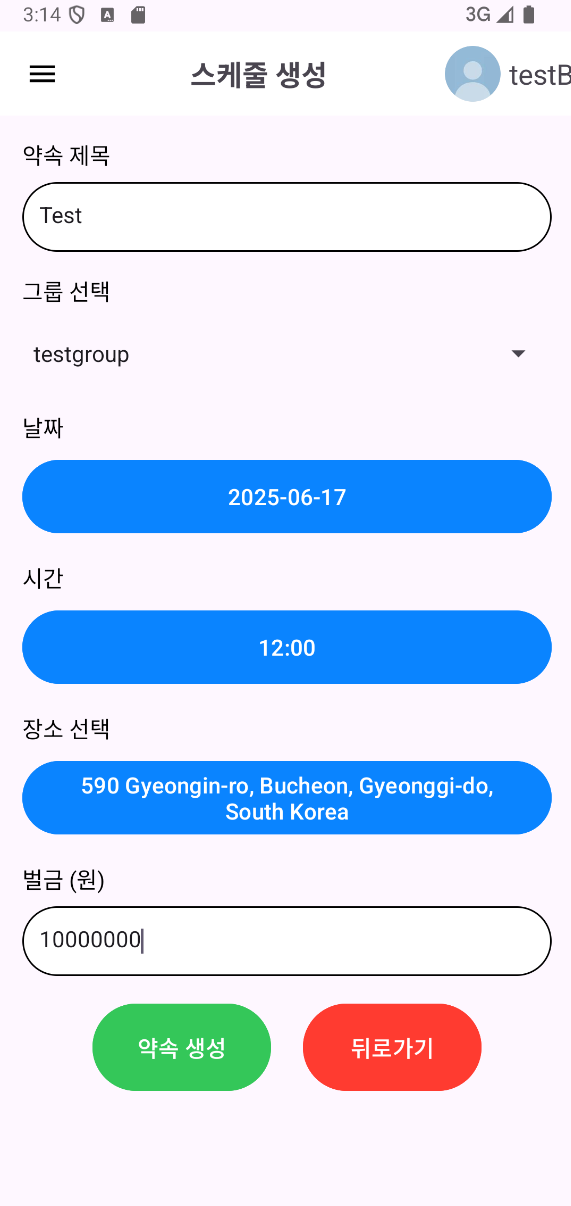 3:14 A 3G
스케줄 생성 testB
약속 제목
Test
그룹 선택
testgroup
날짜
2025-06-17
시간
12:00
장소 선택
590 Gyeongin-ro, Bucheon, Gyeonggi-do,
South Korea
벌금 (원)
10000000
약속 생성 뒤로가기